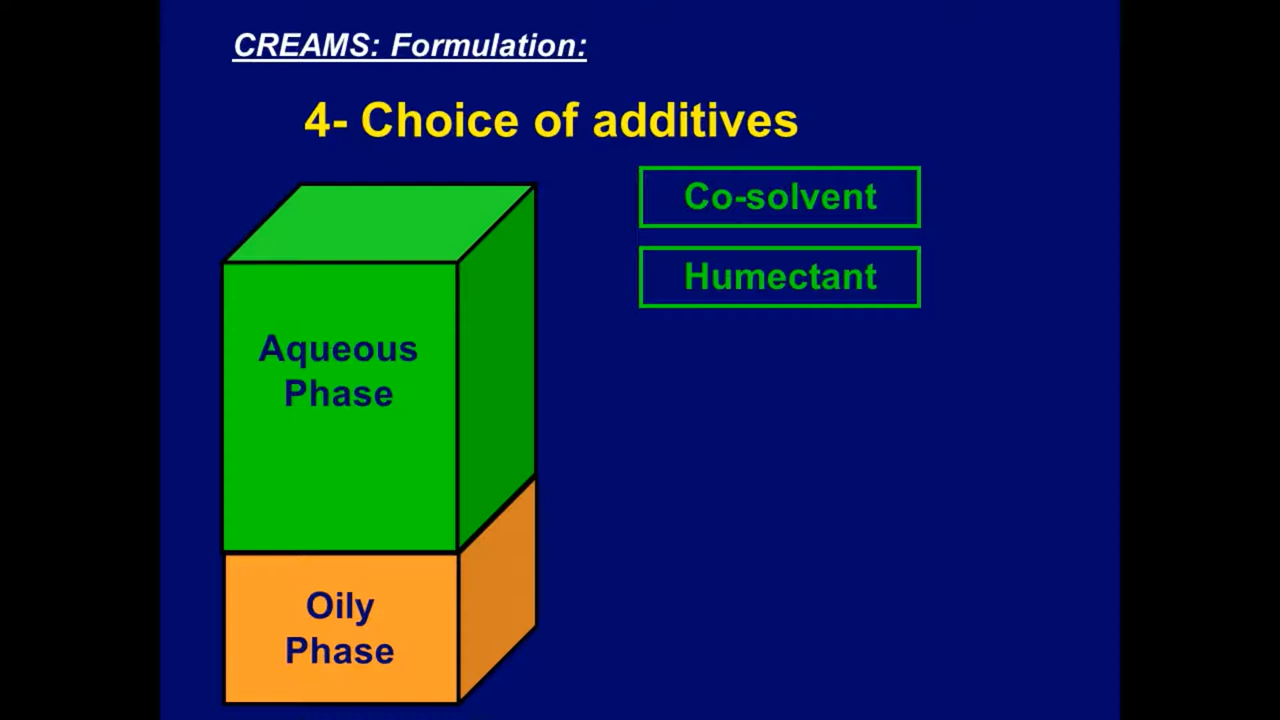 CREAMS: Formulation:
4- Choice of additives
Co-solvent
Humectant
Aqueous
Phase
Oily
Phase